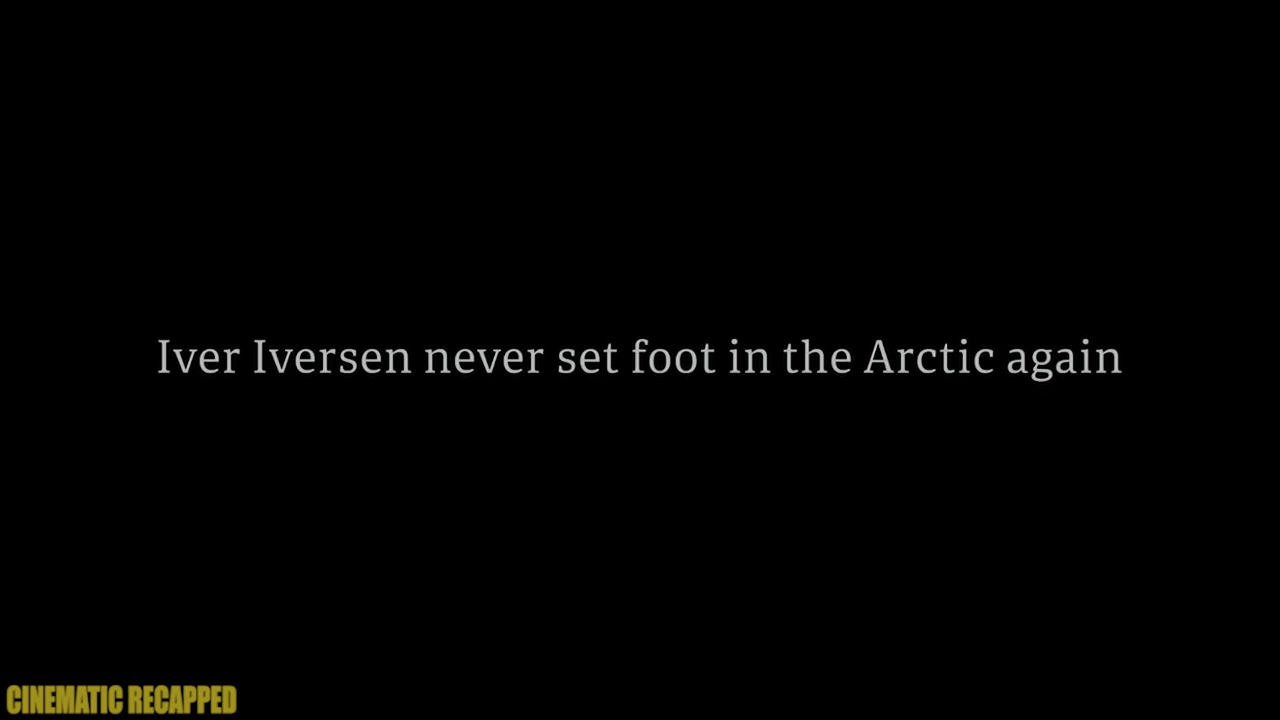 Iver Iversen never set foot in the Arctic again
CINEMATIC RECAPPED